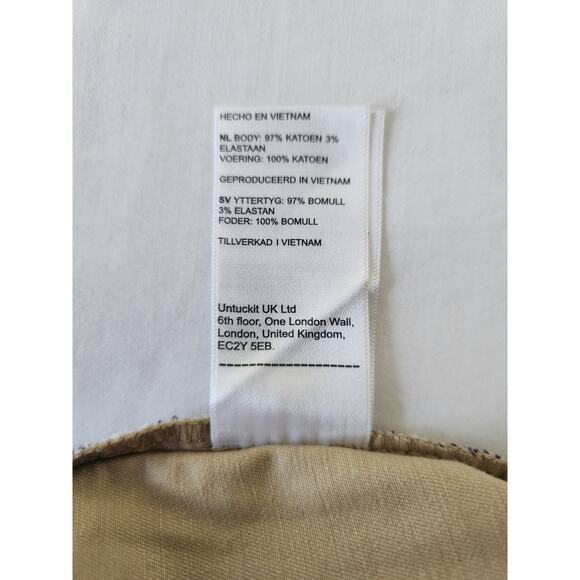 HECHO EN VIETNAM
NL BODY: 97% KATOEN 3%
ELASTAAN
VOERING: 100% KATOEN
GEPRODUCEERD IN VIETNAM
SV YTTERTYG: 97% BOMULL
3% ELASTAN
FODER: 100% BOMULL
TILLVERKAD I VIETNAM
Untuckit UK Ltd
6th floor, One London Wall,
London, United Kingdom,
EC2Y 5EB.
--------------------